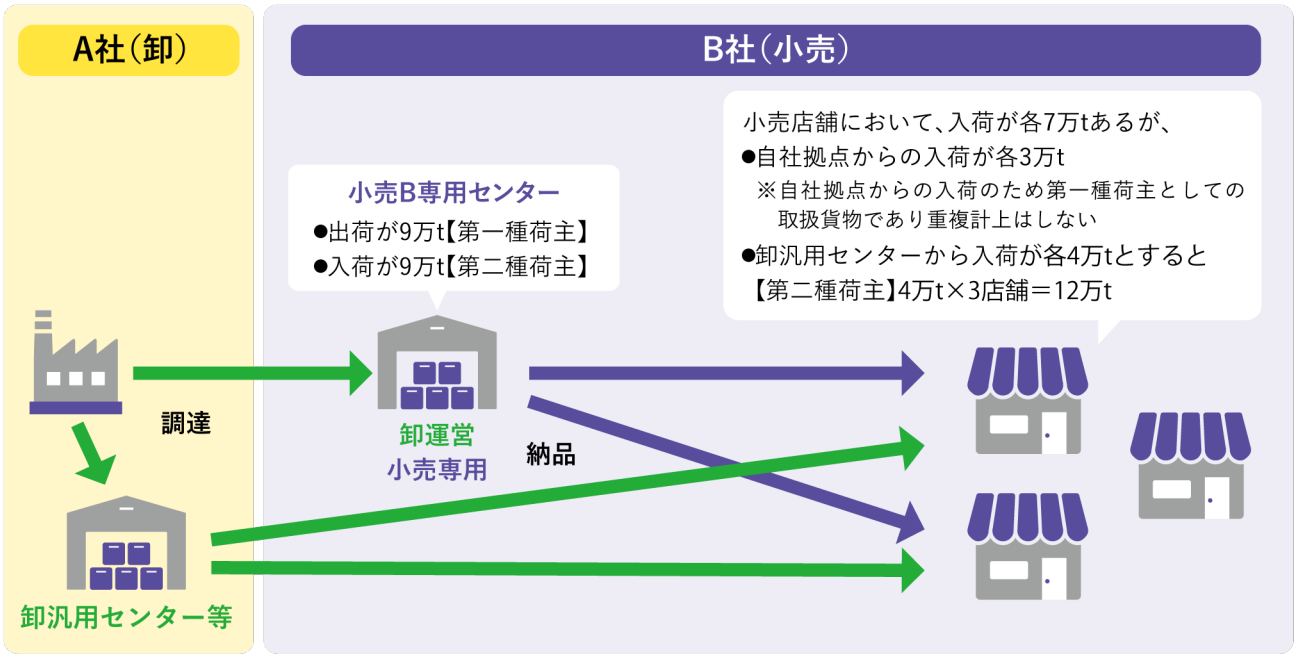 A社（卸）
B社（小売）
小売店舗において、入荷が各7万tあるが、
●自社拠点からの入荷が各3万t
※自社拠点からの入荷のため第一種荷主としての
取扱貨物であり重複計上はしない
●卸汎用センターから入荷が各4万tとすると
【第二種荷主】4万t×3店舗＝12万t
小売B専用センター
●出荷が9万t【第一種荷主】
●入荷が9万t【第二種荷主】
調達
卸運営
小売専用
納品
卸汎用センター等